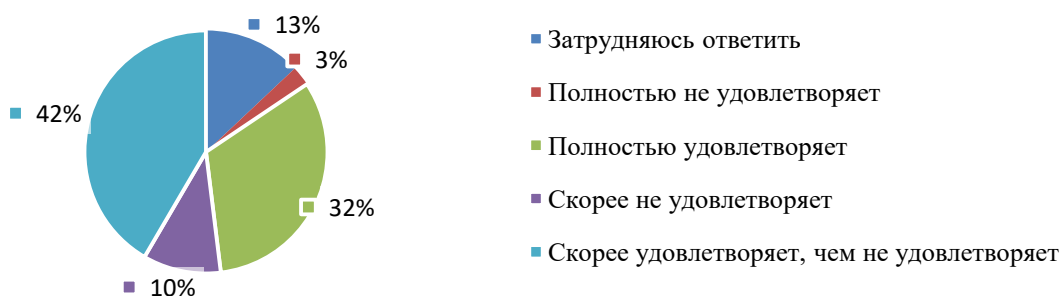 13%
3%
42%
32%
10%
Затрудняюсь ответить
Полностью не удовлетворяет
Полностью удовлетворяет
Скорее не удовлетворяет
Скорее удовлетворяет, чем не удовлетворяет